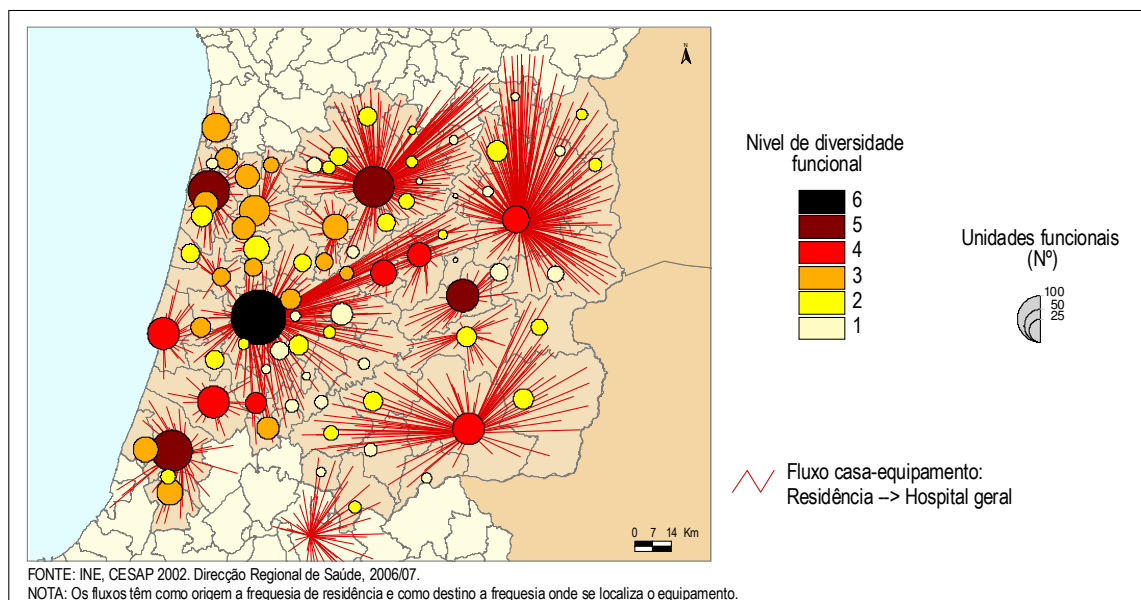 N
Nivel de diversidade
funcional
6
5
4
3
2
1
Unidades funcionais
(Nº)
100
50
25
Fluxo casa-equipamento:
Residência --> Hospital geral
0 7 14 Km
FONTE: INE, CESAP 2002. Direcção Regional de Saúde, 2006/07.
NOTA: Os fluxos têm como origem a freguesia de residência e como destino a freguesia onde se localiza o equipamento.